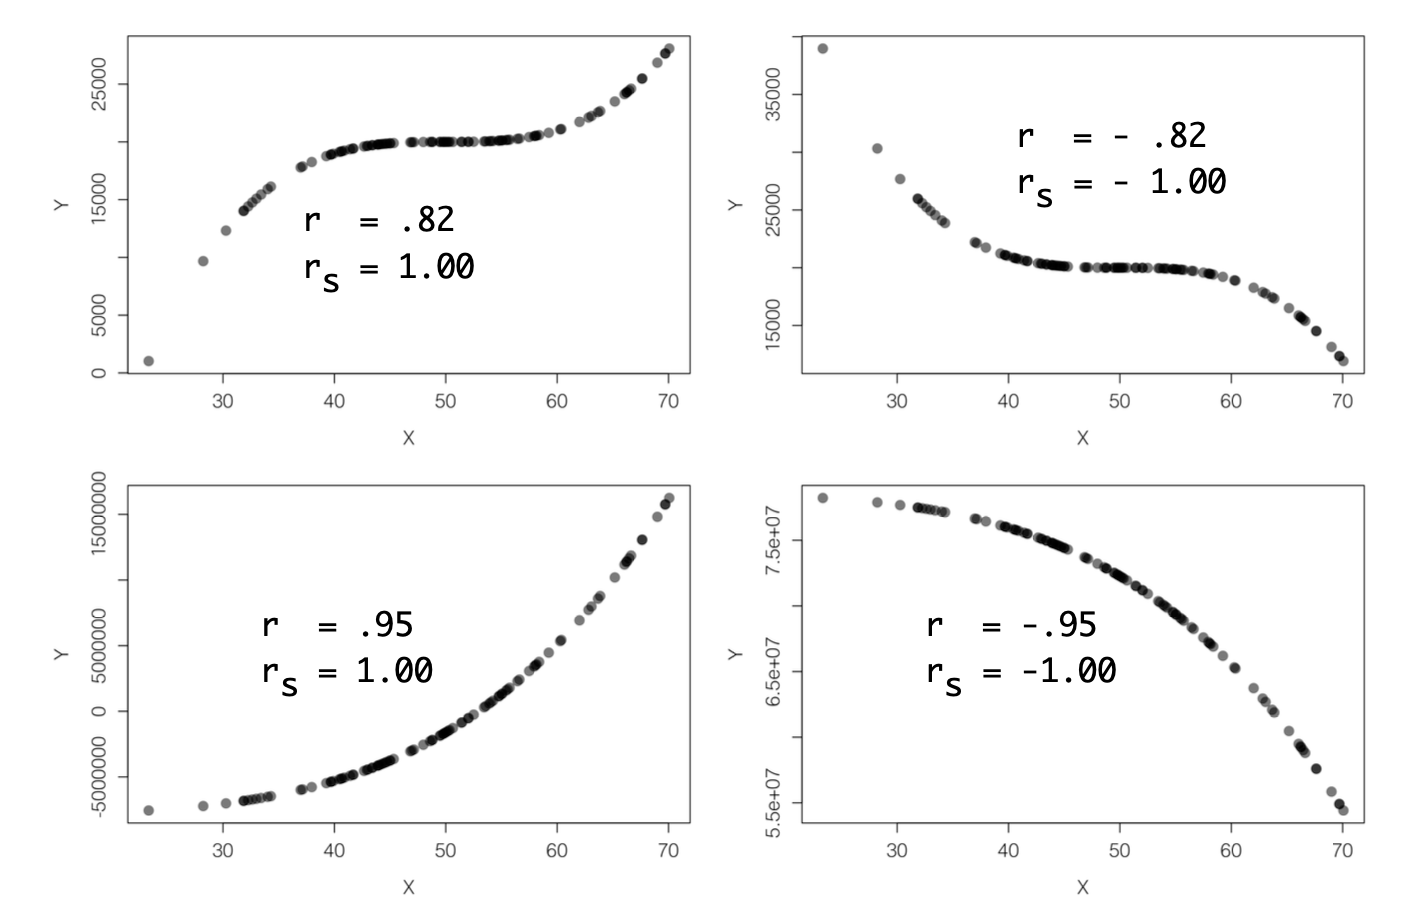 25000
15000
5000
0
Y
r = .82
rs = 1.00
30 40 50 60 70
X
35000
25000
15000
Y
r = - .82
rs = - 1.00
30 40 50 60 70
X
15000000
5000000
0
-5000000
Y
r = .95
rs = 1.00
30 40 50 60 70
X
7.5e+07
6.5e+07
5.5e+07
Y
r = -.95
rs = -1.00
30 40 50 60 70
X